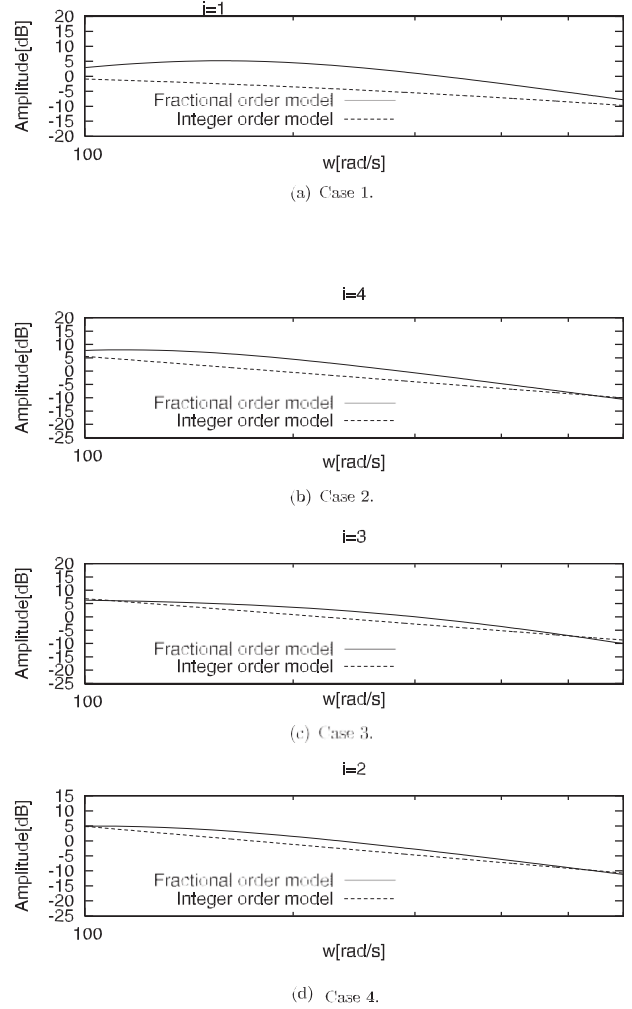 i=1
20
15
10
5
0
-5
-10
-15
-20
Amplitude[dB]
Fractional order model
Integer order model
100
w[rad/s]
(a) Case 1.
i=4
20
15
10
5
0
-5
-10
-15
-20
-25
Amplitude[dB]
Fractional order model
Integer order model
100
w[rad/s]
(b) Case 2.
i=3
20
15
10
5
0
-5
-10
-15
-20
-25
Amplitude[dB]
Fractional order model
Integer order model
100
w[rad/s]
(c) Case 3.
i=2
15
10
5
0
-5
-10
-15
-20
-25
Amplitude[dB]
Fractional order model
Integer order model
100
w[rad/s]
(d) Case 4.